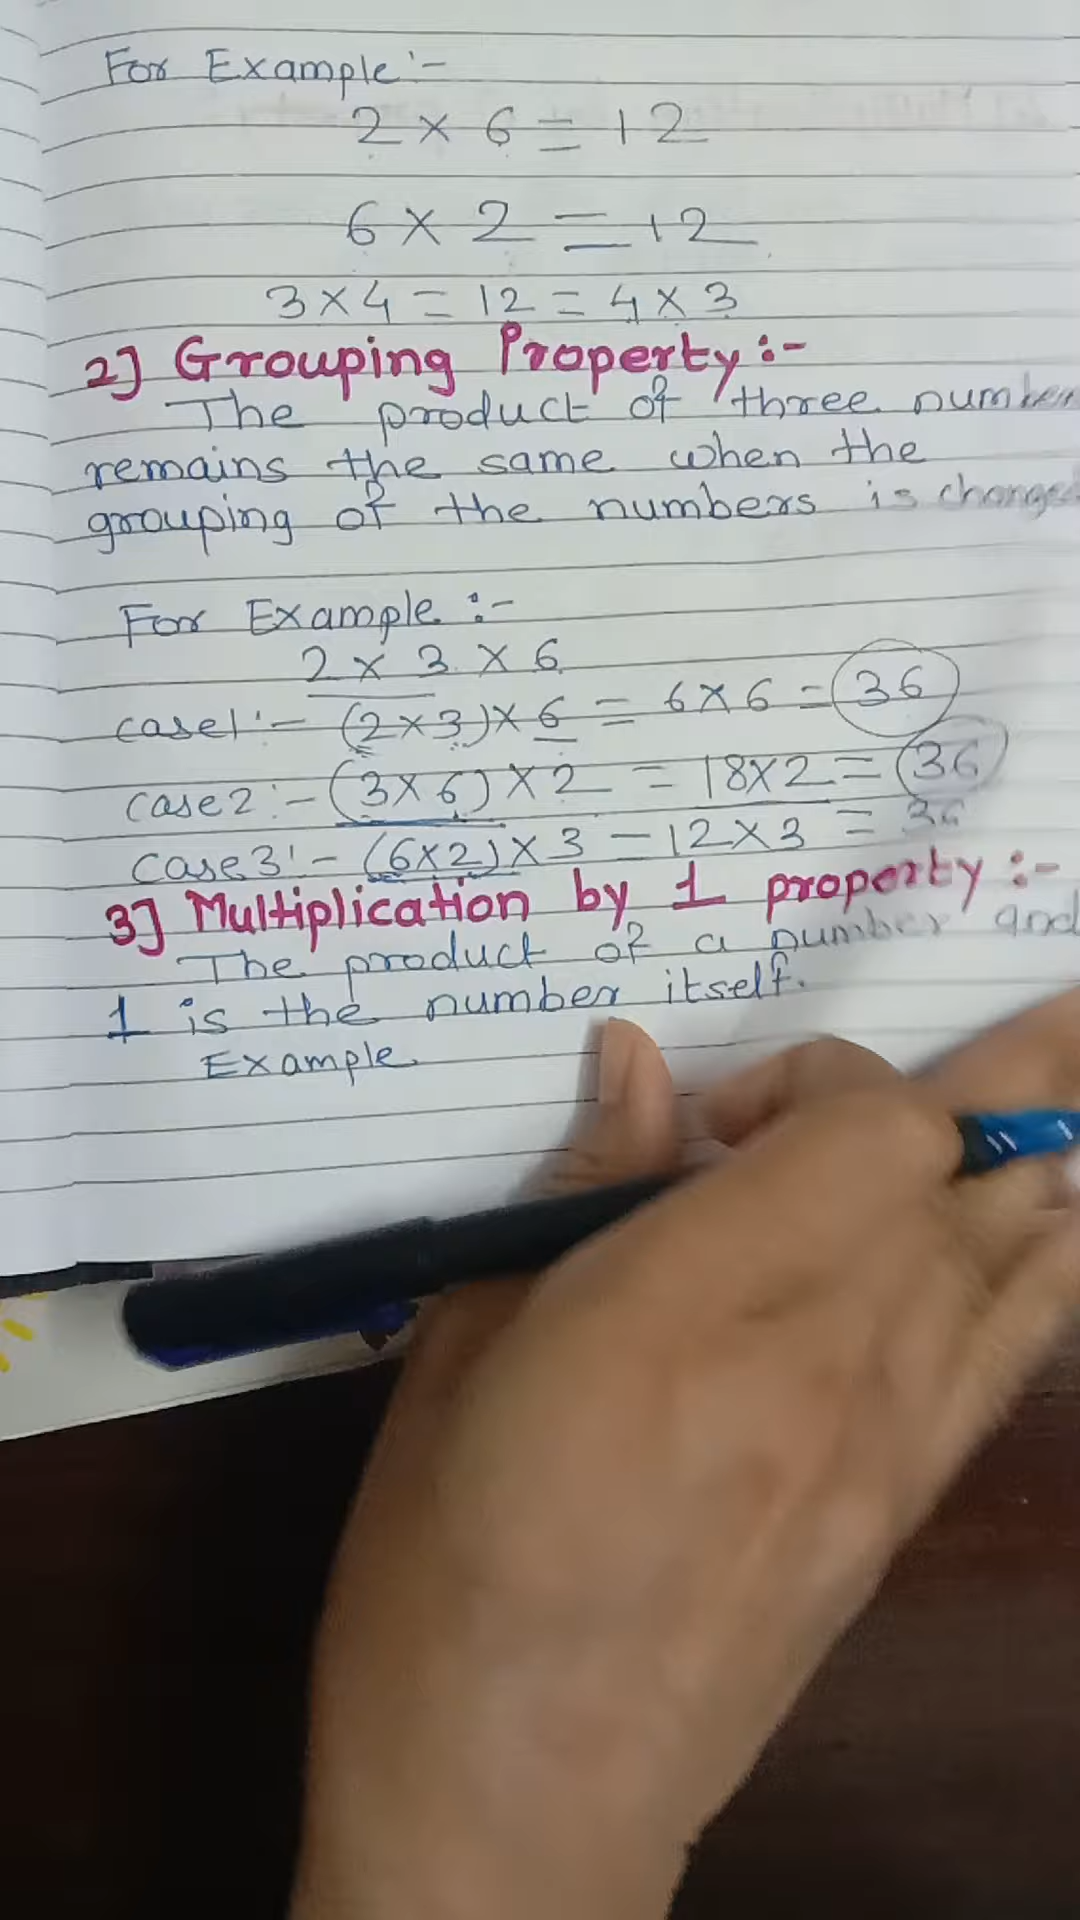 For Example :-
2 × 6 = 12
6 × 2 = 12
3 × 4 = 12 = 4 × 3
2] Grouping Property :-
The product of three number
remains the same when the
grouping of the numbers is change
For Example :-
2 × 3 × 6
case1 :- (2×3)×6 = 6×6 = 36
case2 :- (3×6)×2 = 18×2 = 36
case3 :- (6×2)×3 = 12×3 = 36
3] Multiplication by 1 property :-
The product of a number and
1 is the number itself.
Example